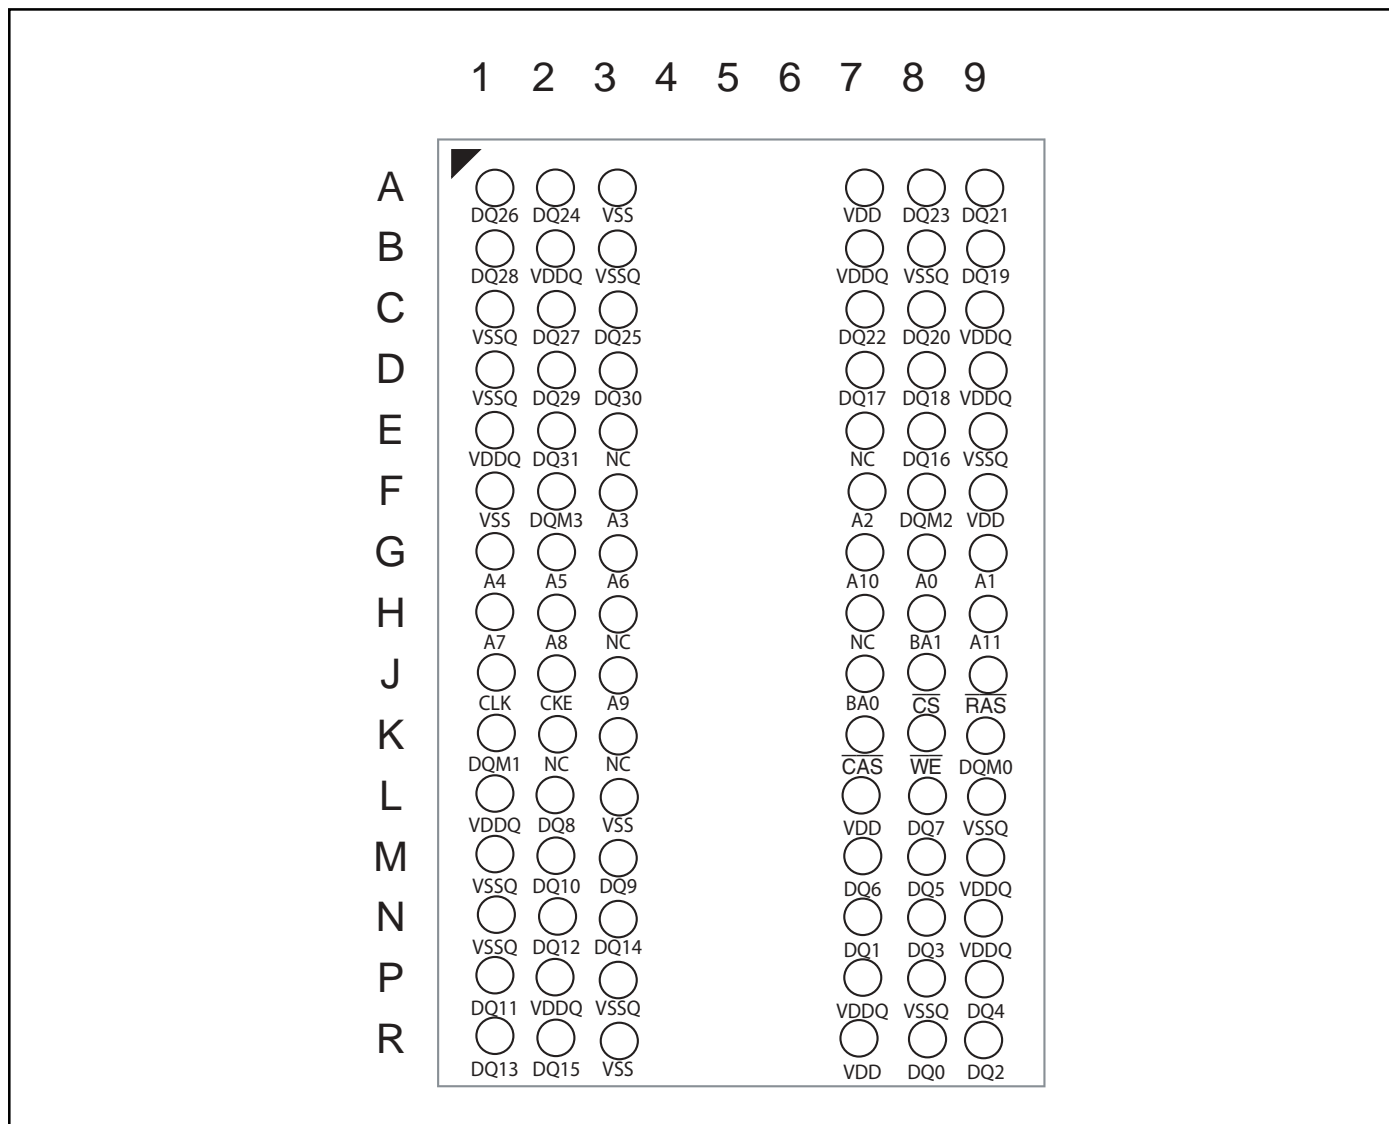 1 2 3 4 5 6 7 8 9
A
DQ26 DQ24 VSS VDD DQ23 DQ21
B
DQ28 VDDQ VSSQ VDDQ VSSQ DQ19
C
VSSQ DQ27 DQ25 DQ22 DQ20 VDDQ
D
VSSQ DQ29 DQ30 DQ17 DQ18 VDDQ
E
VDDQ DQ31 NC NC DQ16 VSSQ
F
VSS DQM3 A3 A2 DQM2 VDD
G
A4 A5 A6 A10 A0 A1
H
A7 A8 NC NC BA1 A11
J
CLK CKE A9 BA0 C̅S̅ R̅A̅S̅
K
DQM1 NC NC C̅A̅S̅ W̅E̅ DQM0
L
VDDQ DQ8 VSS VDD DQ7 VSSQ
M
VSSQ DQ10 DQ9 DQ6 DQ5 VDDQ
N
VSSQ DQ12 DQ14 DQ1 DQ3 VDDQ
P
DQ11 VDDQ VSSQ VDDQ VSSQ DQ4
R
DQ13 DQ15 VSS VDD DQ0 DQ2